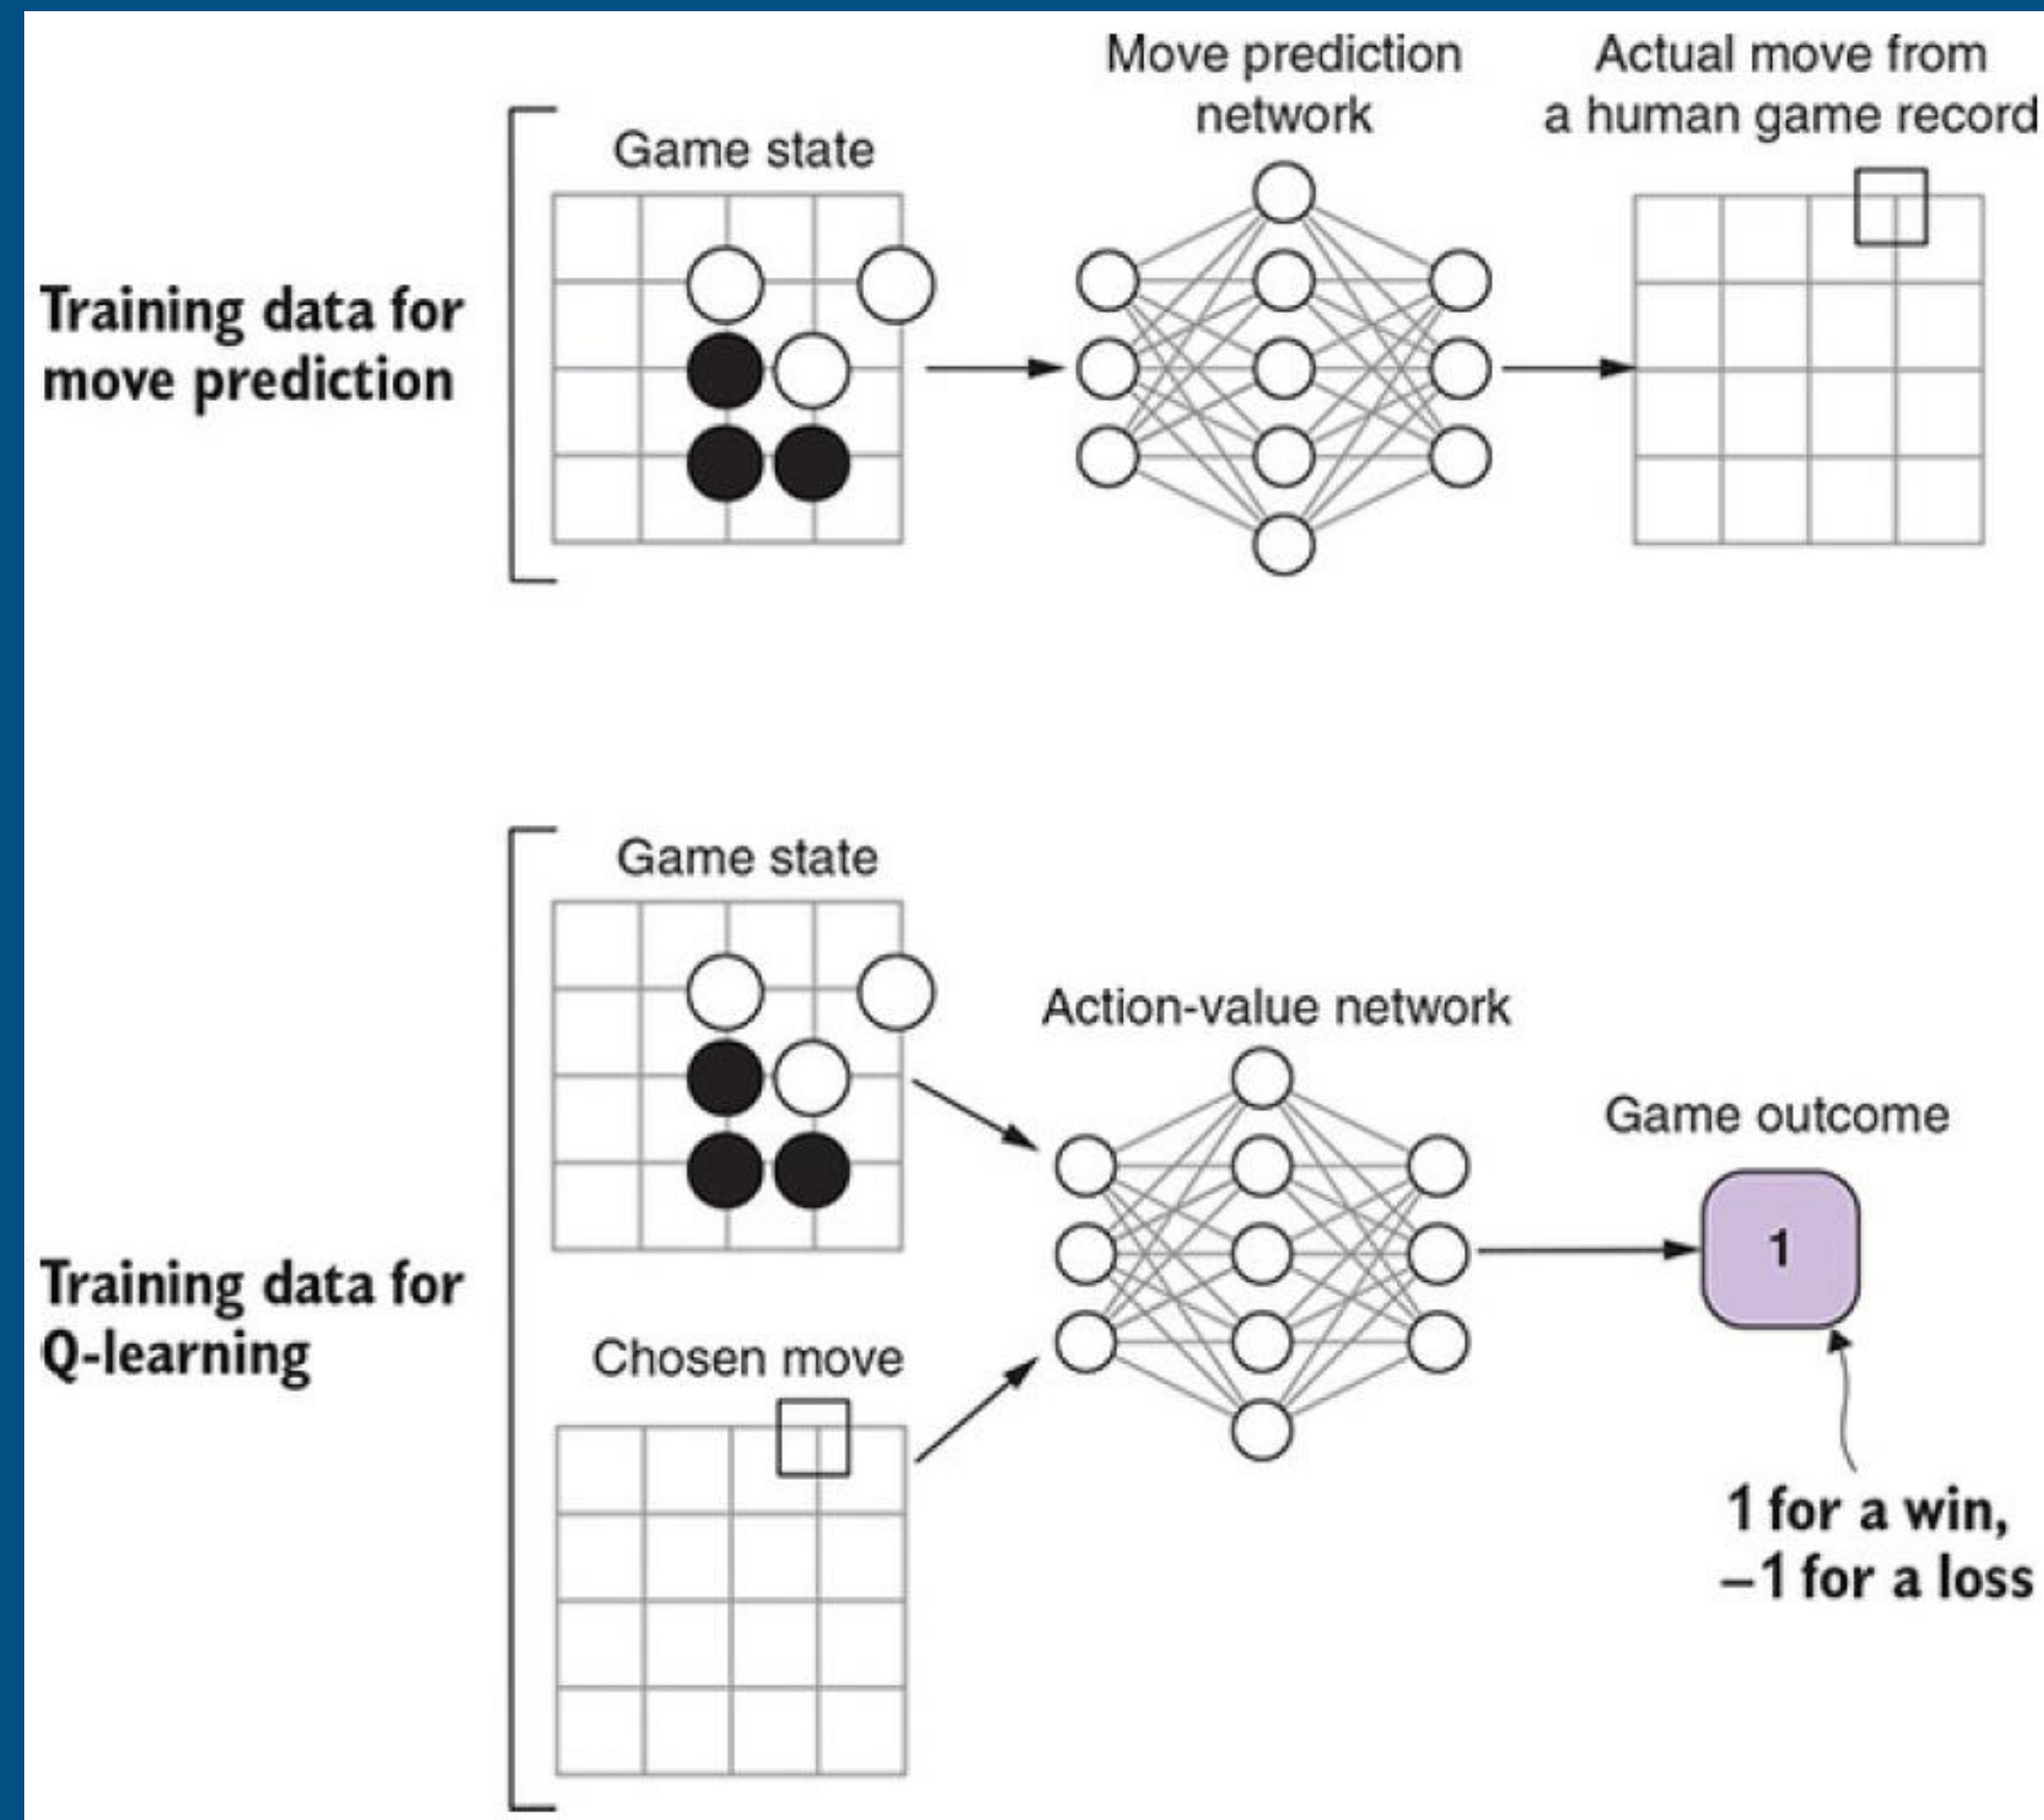 Move prediction
network
Actual move from
a human game record
Game state
Training data for
move prediction
Game state
Action-value network
Game outcome
1
Training data for
Q-learning
Chosen move
1 for a win,
–1 for a loss